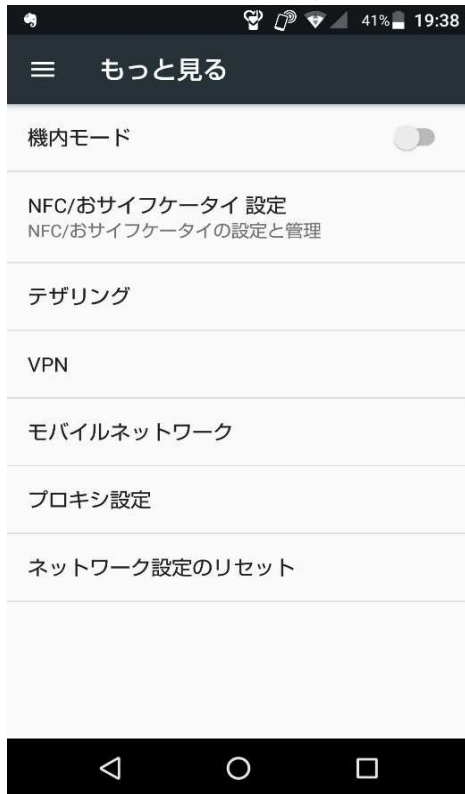 41% 19:38
もっと見る
機内モード
NFC/おサイフケータイ 設定
NFC/おサイフケータイの設定と管理
テザリング
VPN
モバイルネットワーク
プロキシ設定
ネットワーク設定のリセット